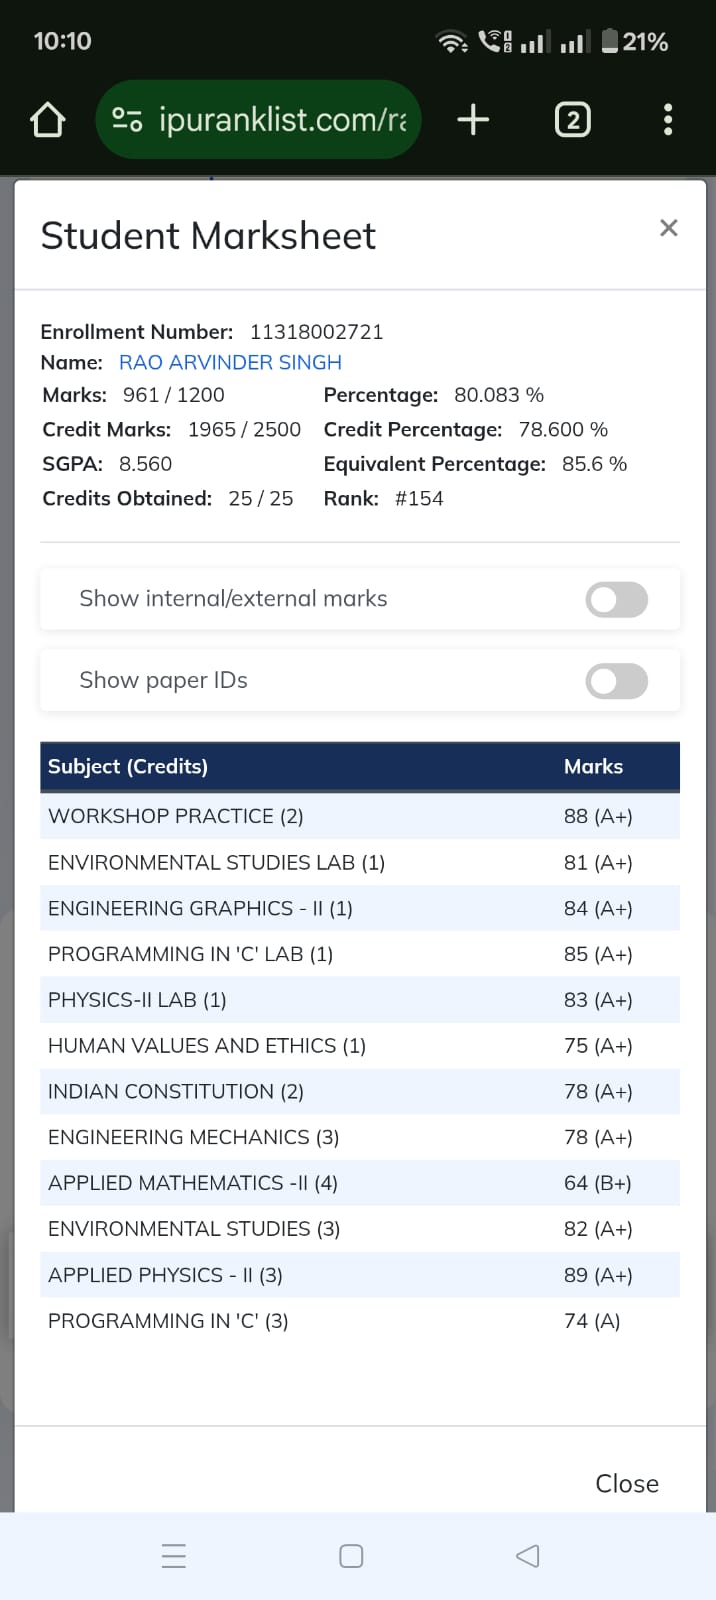 10:10 21%
ipuranklist.com/ra 2
Student Marksheet ×
Enrollment Number: 11318002721
Name: RAO ARVINDER SINGH
Marks: 961 / 1200 Percentage: 80.083 %
Credit Marks: 1965 / 2500 Credit Percentage: 78.600 %
SGPA: 8.560 Equivalent Percentage: 85.6 %
Credits Obtained: 25 / 25 Rank: #154
Show internal/external marks
Show paper IDs
Subject (Credits) Marks
WORKSHOP PRACTICE (2) 88 (A+)
ENVIRONMENTAL STUDIES LAB (1) 81 (A+)
ENGINEERING GRAPHICS - II (1) 84 (A+)
PROGRAMMING IN 'C' LAB (1) 85 (A+)
PHYSICS-II LAB (1) 83 (A+)
HUMAN VALUES AND ETHICS (1) 75 (A+)
INDIAN CONSTITUTION (2) 78 (A+)
ENGINEERING MECHANICS (3) 78 (A+)
APPLIED MATHEMATICS -II (4) 64 (B+)
ENVIRONMENTAL STUDIES (3) 82 (A+)
APPLIED PHYSICS - II (3) 89 (A+)
PROGRAMMING IN 'C' (3) 74 (A)
Close